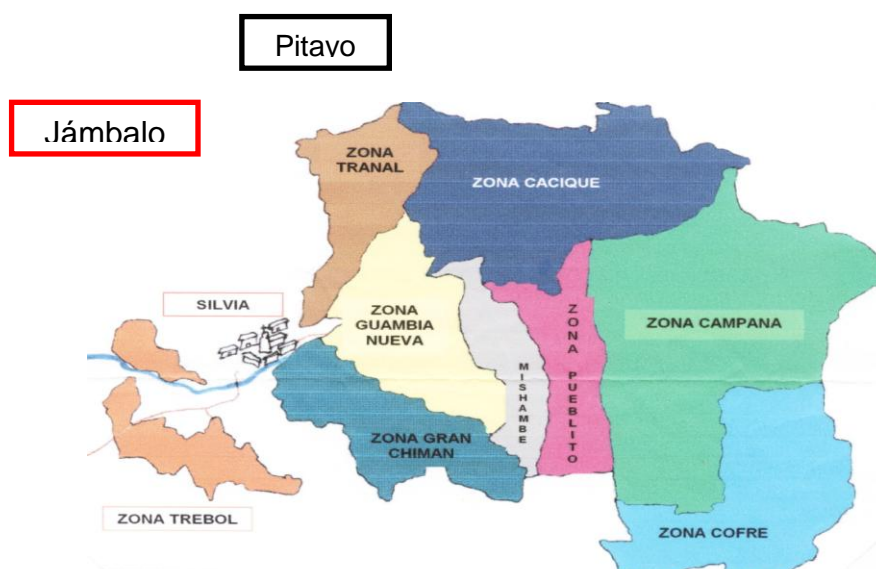 Pitavo
Jámbalo
ZONA
TRANAL
ZONA CACIQUE
SILVIA
ZONA
GUAMBIA
NUEVA
ZONA PUEBLITO
ZONA CAMPANA
MISHAMBE
ZONA GRAN
CHIMAN
ZONA TREBOL
ZONA COFRE